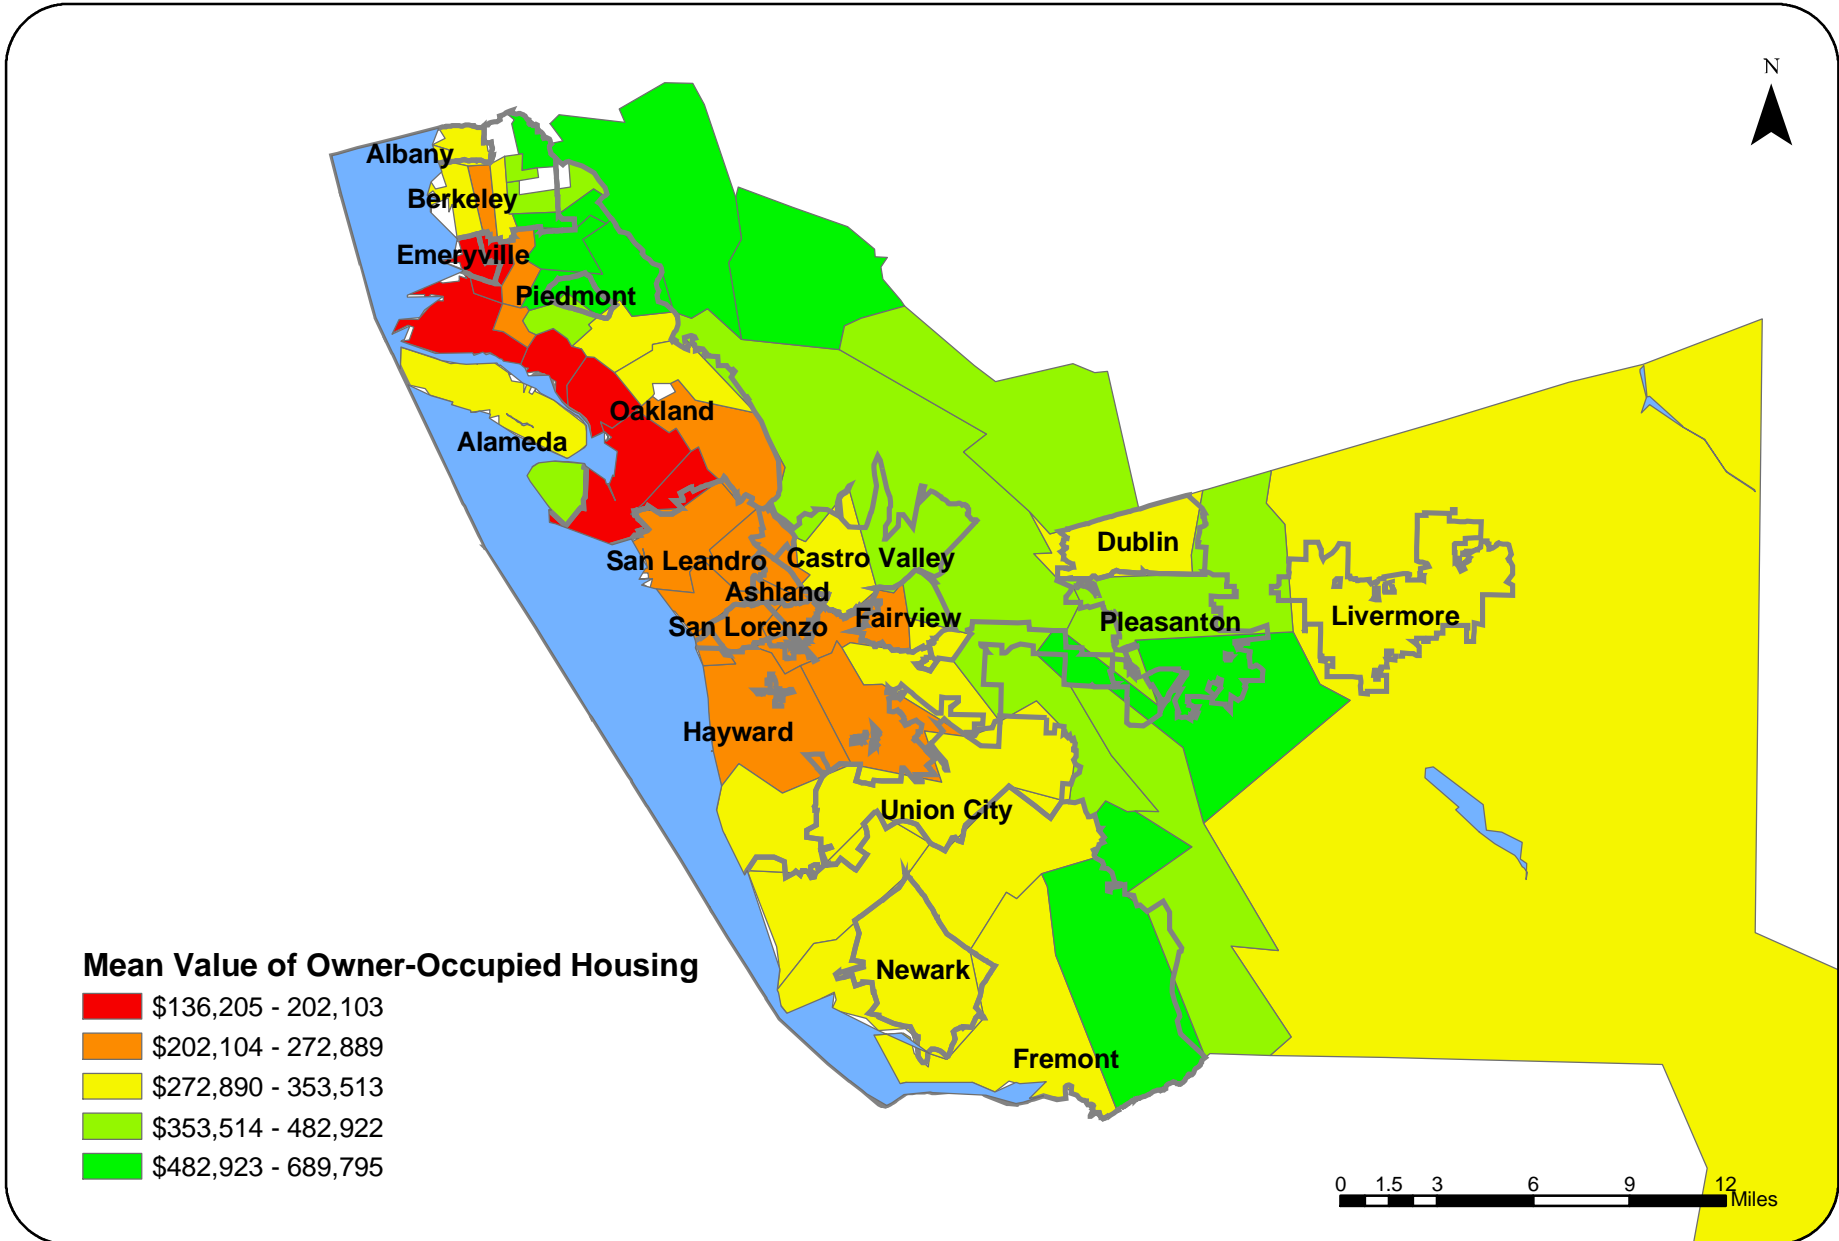 N
Albany
Berkeley
Emeryville
Piedmont
Oakland
Alameda
San Leandro
Castro Valley
Dublin
Ashland
San Lorenzo
Fairview
Pleasanton
Livermore
Hayward
Union City
Newark
Fremont
Mean Value of Owner-Occupied Housing
$136,205 - 202,103
$202,104 - 272,889
$272,890 - 353,513
$353,514 - 482,922
$482,923 - 689,795
0 1.5 3 6 9 12
Miles